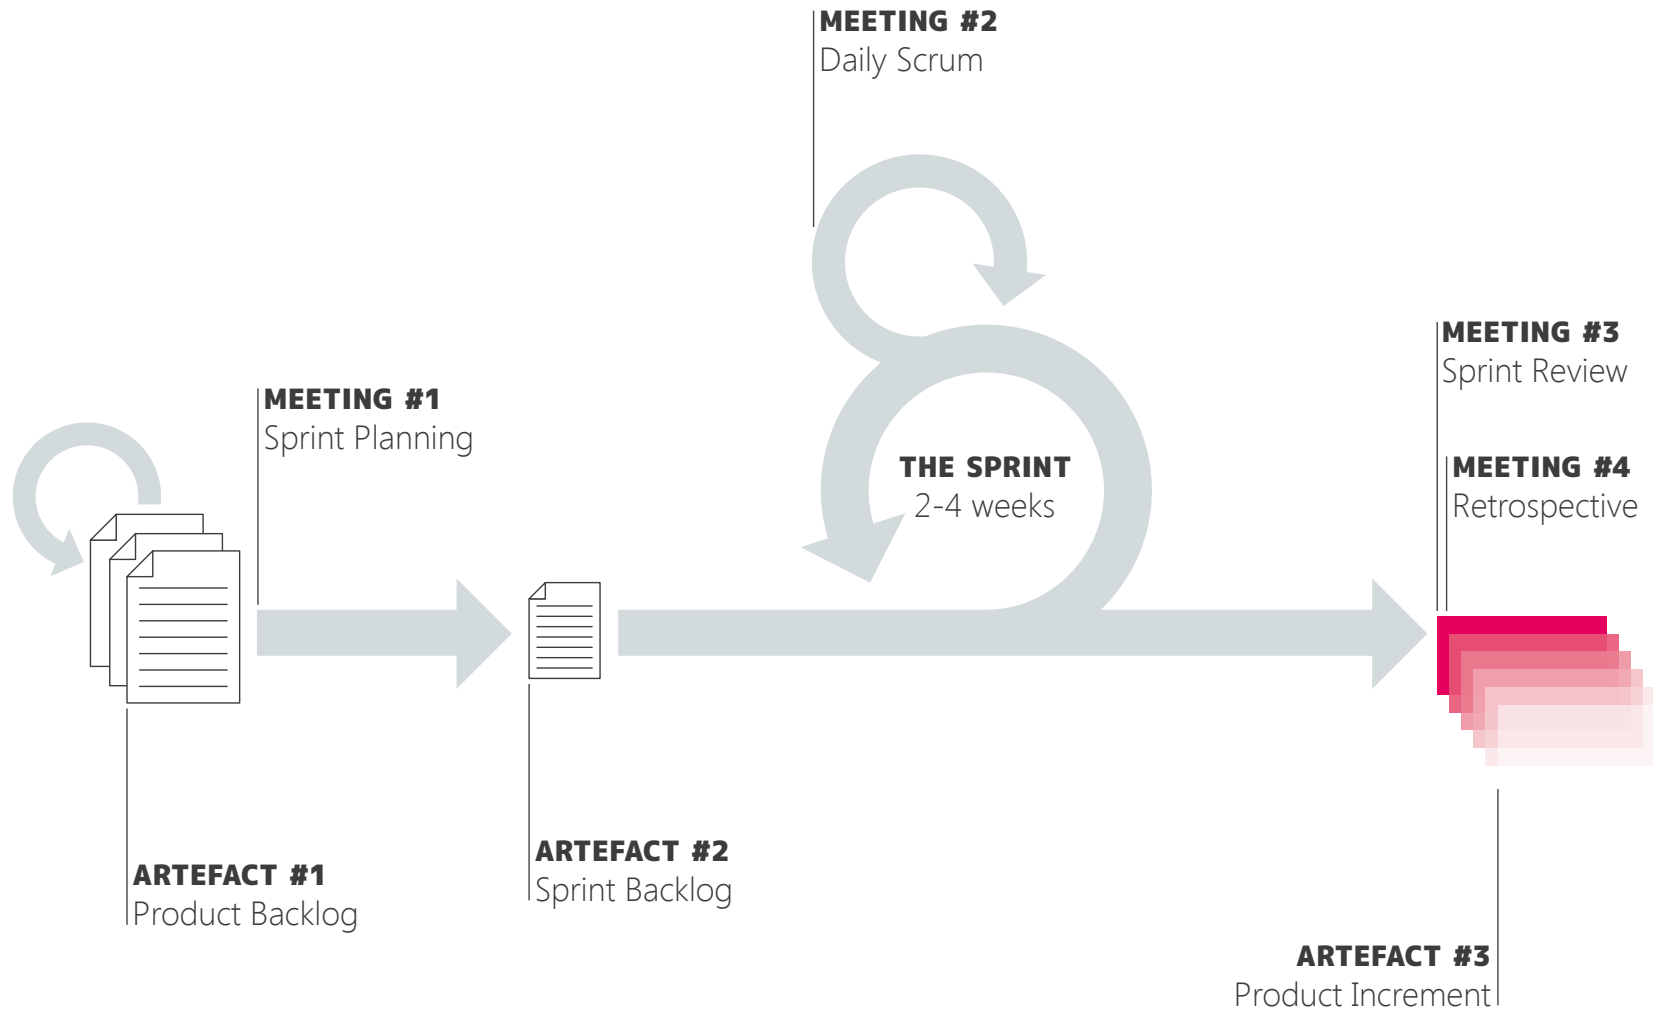 MEETING #2
Daily Scrum
MEETING #3
Sprint Review
MEETING #1
Sprint Planning
THE SPRINT
2-4 weeks
MEETING #4
Retrospective
ARTEFACT #1
Product Backlog
ARTEFACT #2
Sprint Backlog
ARTEFACT #3
Product Increment